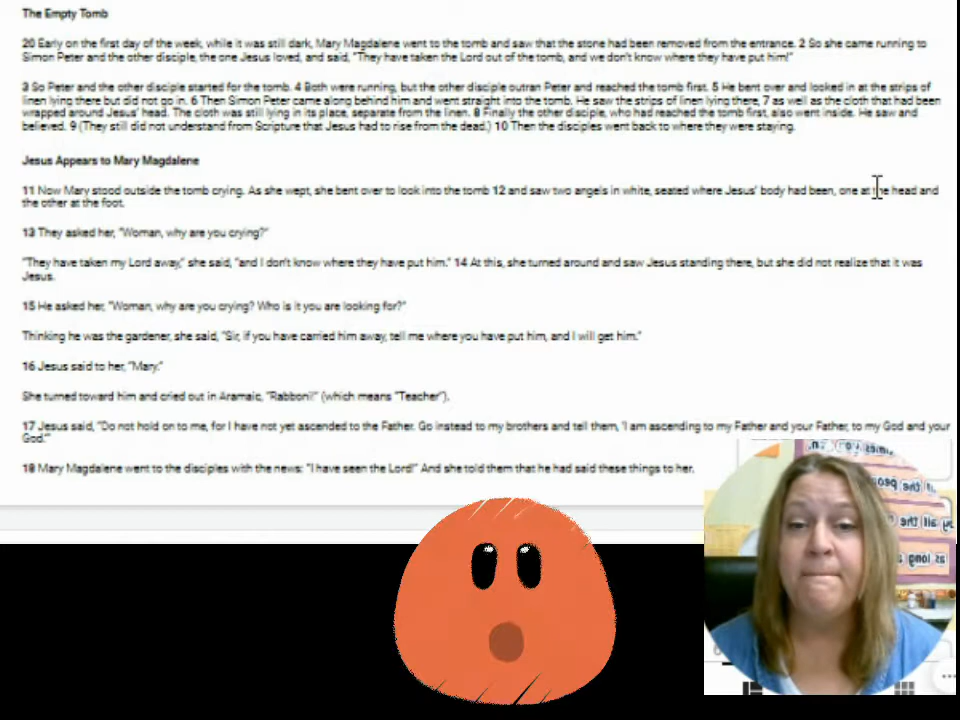 The Empty Tomb
20 Early on the first day of the week, while it was still dark, Mary Magdalene went to the tomb and saw that the stone had been removed from the entrance. 2 So she came running to
Simon Peter and the other disciple, the one Jesus loved, and said, "They have taken the Lord out of the tomb, and we don't know where they have put him!"
3 So Peter and the other disciple started for the tomb. 4 Both were running, but the other disciple outran Peter and reached the tomb first. 5 He bent over and looked in at the strips of
linen lying there but did not go in. 6 Then Simon Peter came along behind him and went straight into the tomb. He saw the strips of linen lying there, 7 as well as the cloth that had been
wrapped around Jesus' head. The cloth was still lying in its place, separate from the linen. 8 Finally the other disciple, who had reached the tomb first, also went inside. He saw and
believed. 9 (They still did not understand from Scripture that Jesus had to rise from the dead.) 10 Then the disciples went back to where they were staying.
Jesus Appears to Mary Magdalene
11 Now Mary stood outside the tomb crying. As she wept, she bent over to look into the tomb 12 and saw two angels in white, seated where Jesus' body had been, one at the head and
the other at the foot.
13 They asked her, "Woman, why are you crying?"
"They have taken my Lord away," she said, "and I don't know where they have put him." 14 At this, she turned around and saw Jesus standing there, but she did not realize that it was
Jesus.
15 He asked her, "Woman, why are you crying? Who is it you are looking for?"
Thinking he was the gardener, she said, "Sir, if you have carried him away, tell me where you have put him, and I will get him."
16 Jesus said to her, "Mary."
She turned toward him and cried out in Aramaic, "Rabboni!" (which means "Teacher").
17 Jesus said, "Do not hold on to me, for I have not yet ascended to the Father. Go instead to my brothers and tell them, 'I am ascending to my Father and your Father, to my God and your
God.'"
18 Mary Magdalene went to the disciples with the news: "I have seen the Lord!" And she told them that he had said these things to her.
all the
as long